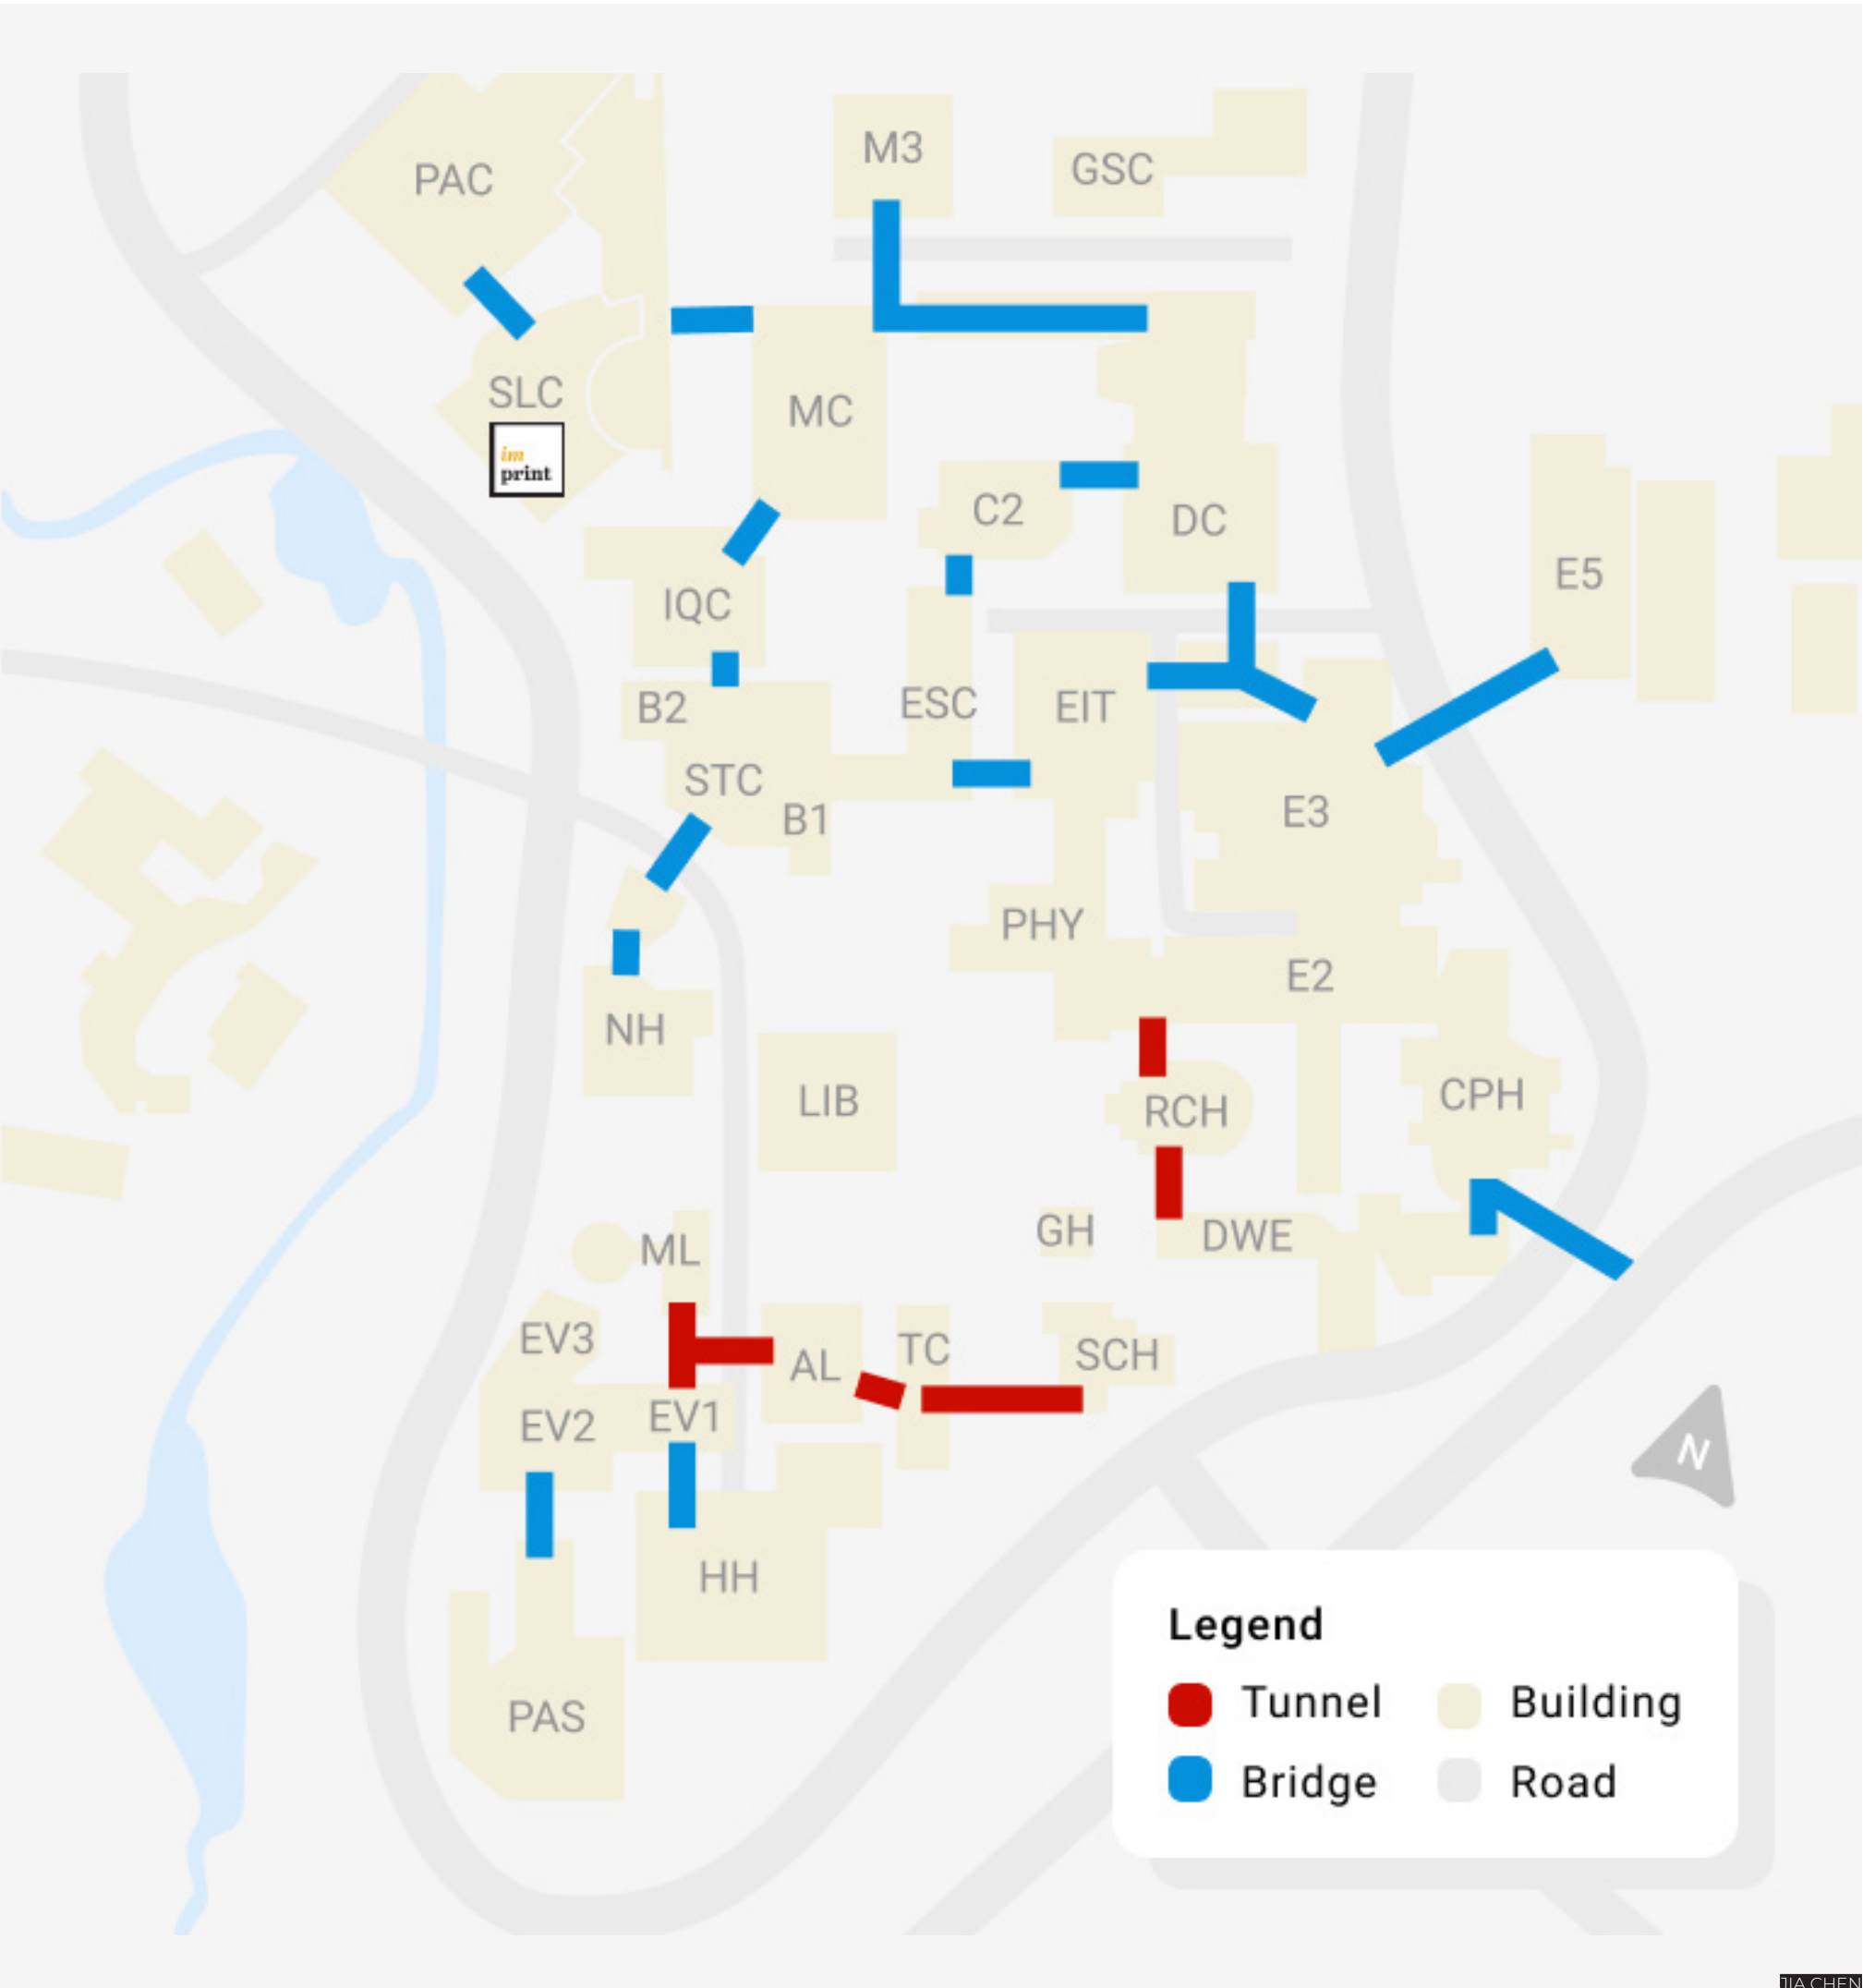 M3
GSC
PAC
SLC
im
print
MC
C2
DC
E5
IQC
B2
ESC
EIT
STC
B1
E3
PHY
E2
NH
LIB
RCH
CPH
GH
DWE
ML
EV3
AL
TC
SCH
EV2
EV1
N
HH
PAS
Legend
Tunnel
Building
Bridge
Road
JIA CHEN